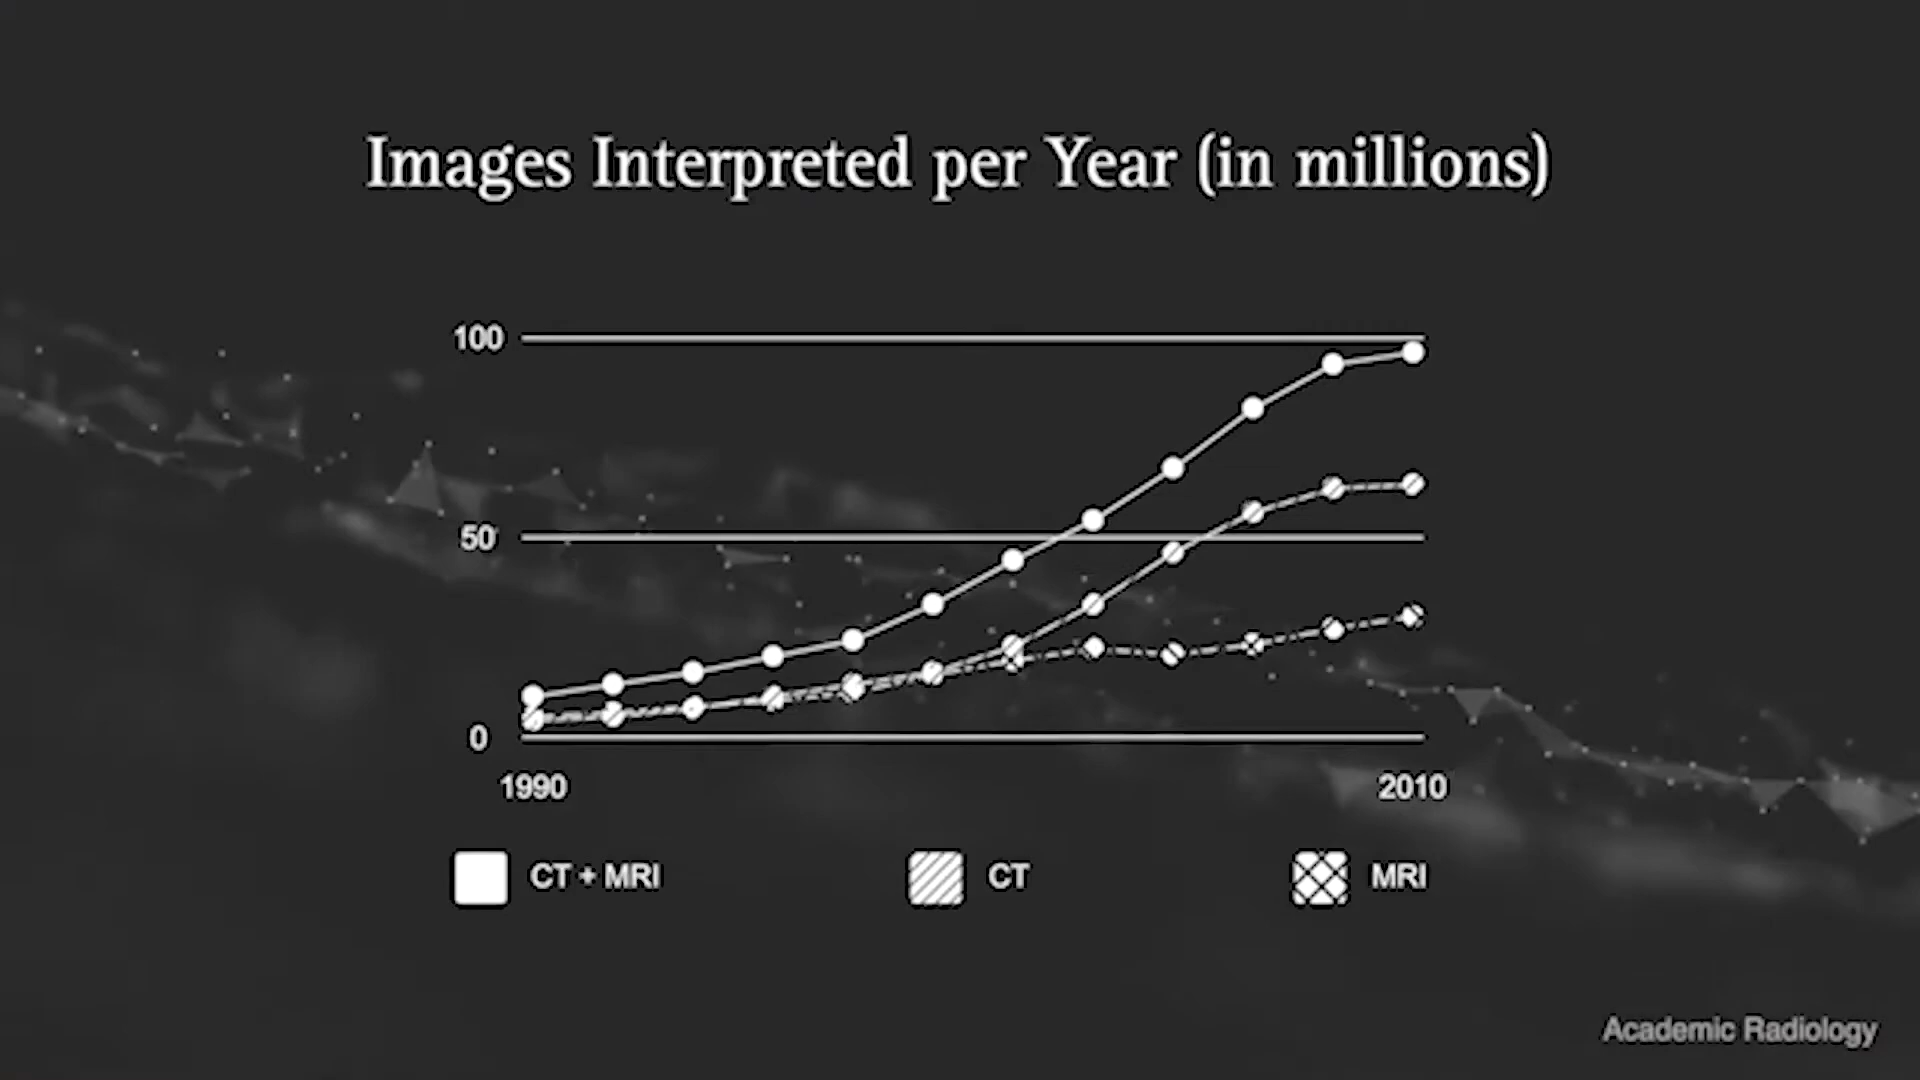 Images Interpreted per Year (in millions)
100
50
0
1990 2010
CT + MRI CT MRI
Academic Radiology